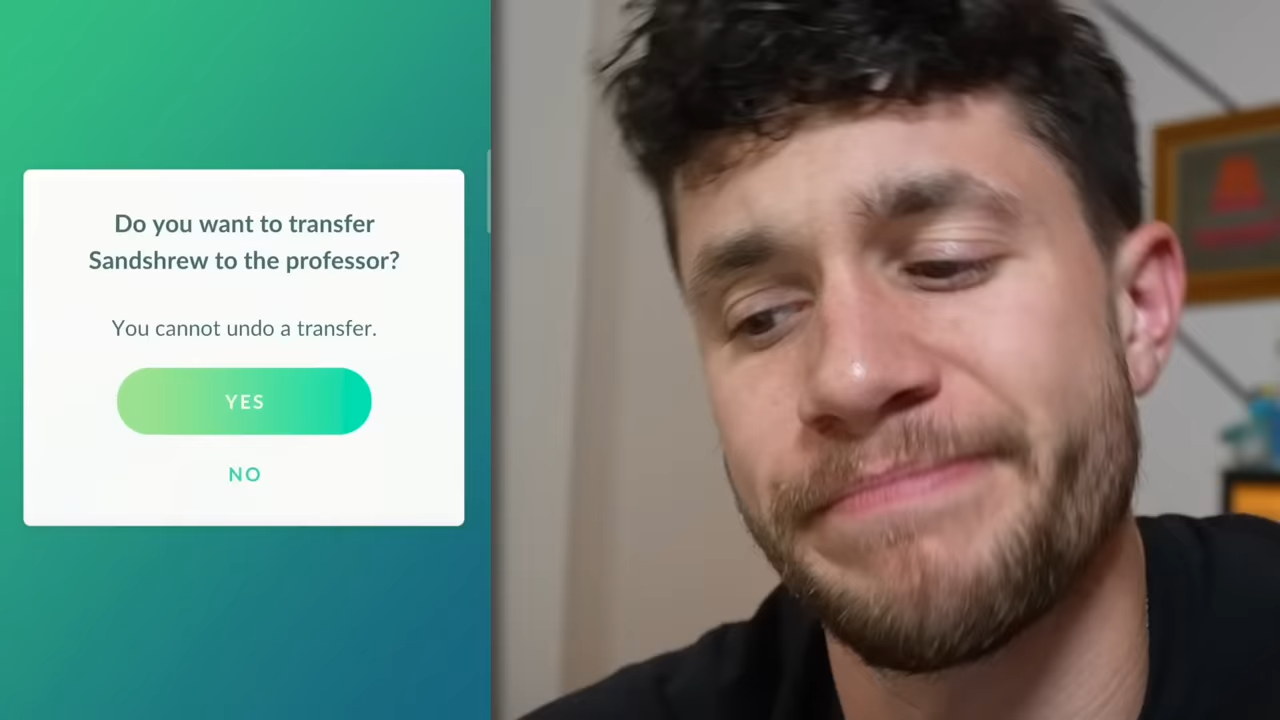 Do you want to transfer
Sandshrew to the professor?
You cannot undo a transfer.
YES
NO